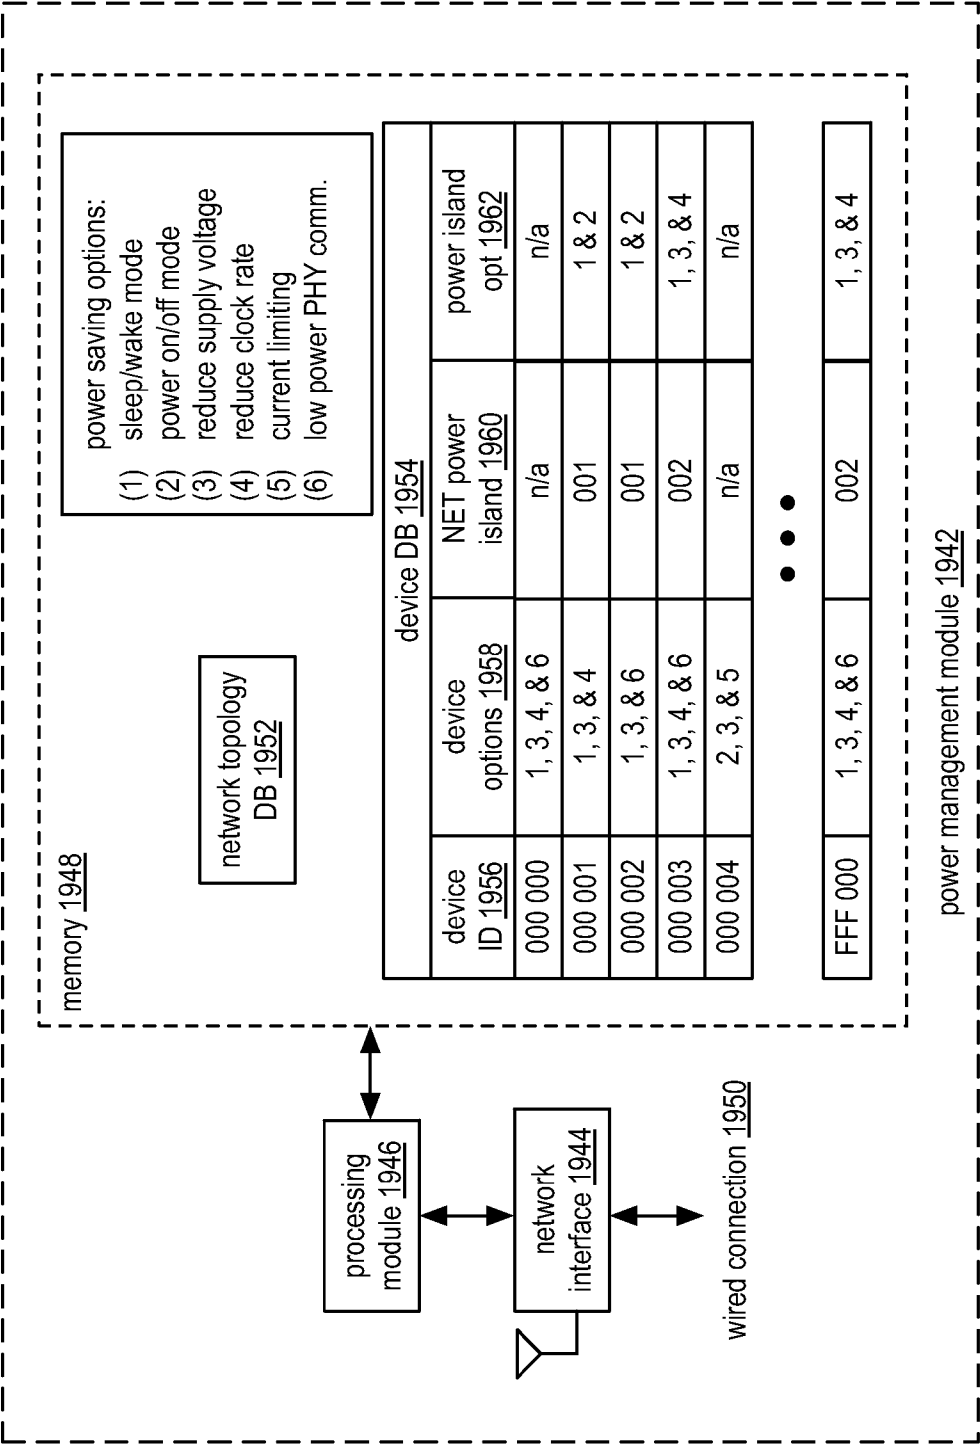 memory 1948
network topology
DB 1952
power saving options:
(1) sleep/wake mode
(2) power on/off mode
(3) reduce supply voltage
(4) reduce clock rate
(5) current limiting
(6) low power PHY comm.
processing
module 1946
network
interface 1944
wired connection 1950
device DB 1954
device
ID 1956
device
options 1958
NET power
island 1960
power island
opt 1962
000 000 1, 3, 4, & 6 n/a n/a
000 001 1, 3, & 4 001 1 & 2
000 002 1, 3, & 6 001 1 & 2
000 003 1, 3, 4, & 6 002 1, 3, & 4
000 004 2, 3, & 5 n/a n/a
FFF 000 1, 3, 4, & 6 002 1, 3, & 4
power management module 1942